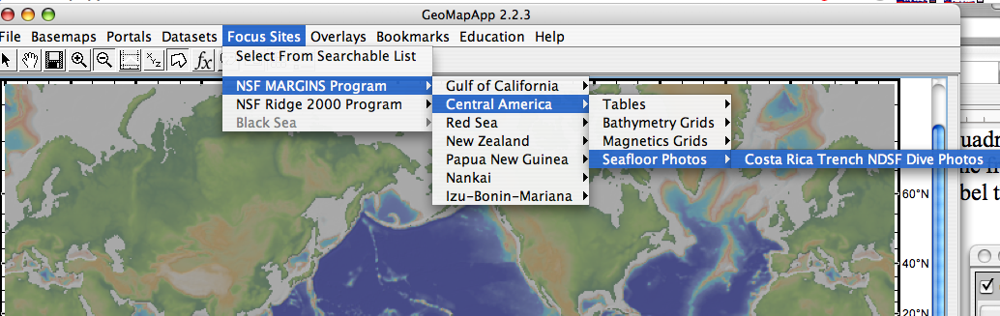 GeoMapApp 2.2.3
File Basemaps Portals Datasets Focus Sites Overlays Bookmarks Education Help
Select From Searchable List
NSF MARGINS Program
NSF Ridge 2000 Program
Black Sea
Gulf of California
Central America
Red Sea
New Zealand
Papua New Guinea
Nankai
Izu-Bonin-Mariana
Tables
Bathymetry Grids
Magnetics Grids
Seafloor Photos
Costa Rica Trench NDSF Dive Photos
XYZ
fx
60°N
40°N
20°N
uadr
bel t